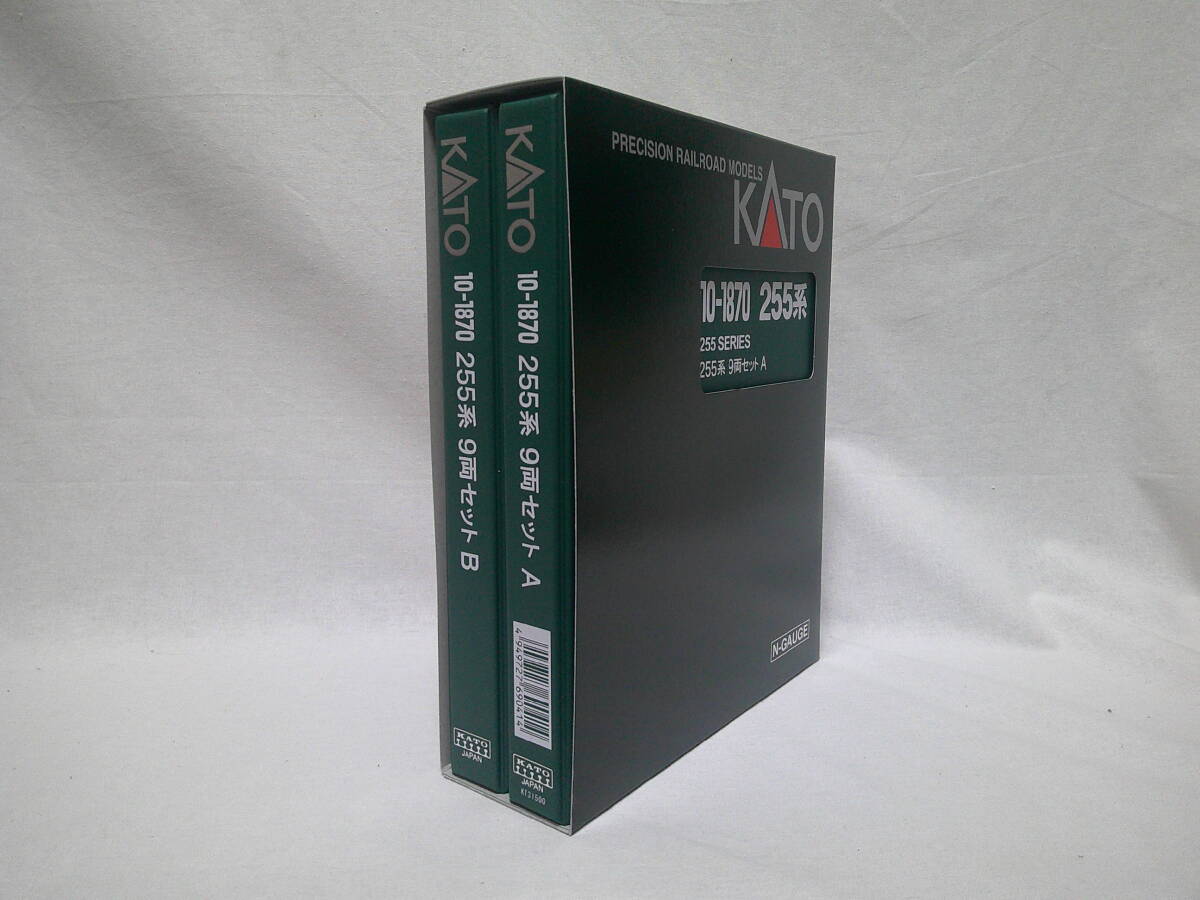 KATO 10-1870 255系 9両セット B
KATO
JAPAN
KATO 10-1870 255系 9両セット A
4949727690414
KATO
JAPAN
K131500
PRECISION RAILROAD MODELS
KATO
10-1870 255系
255 SERIES
255系 9両セット A
N-GAUGE